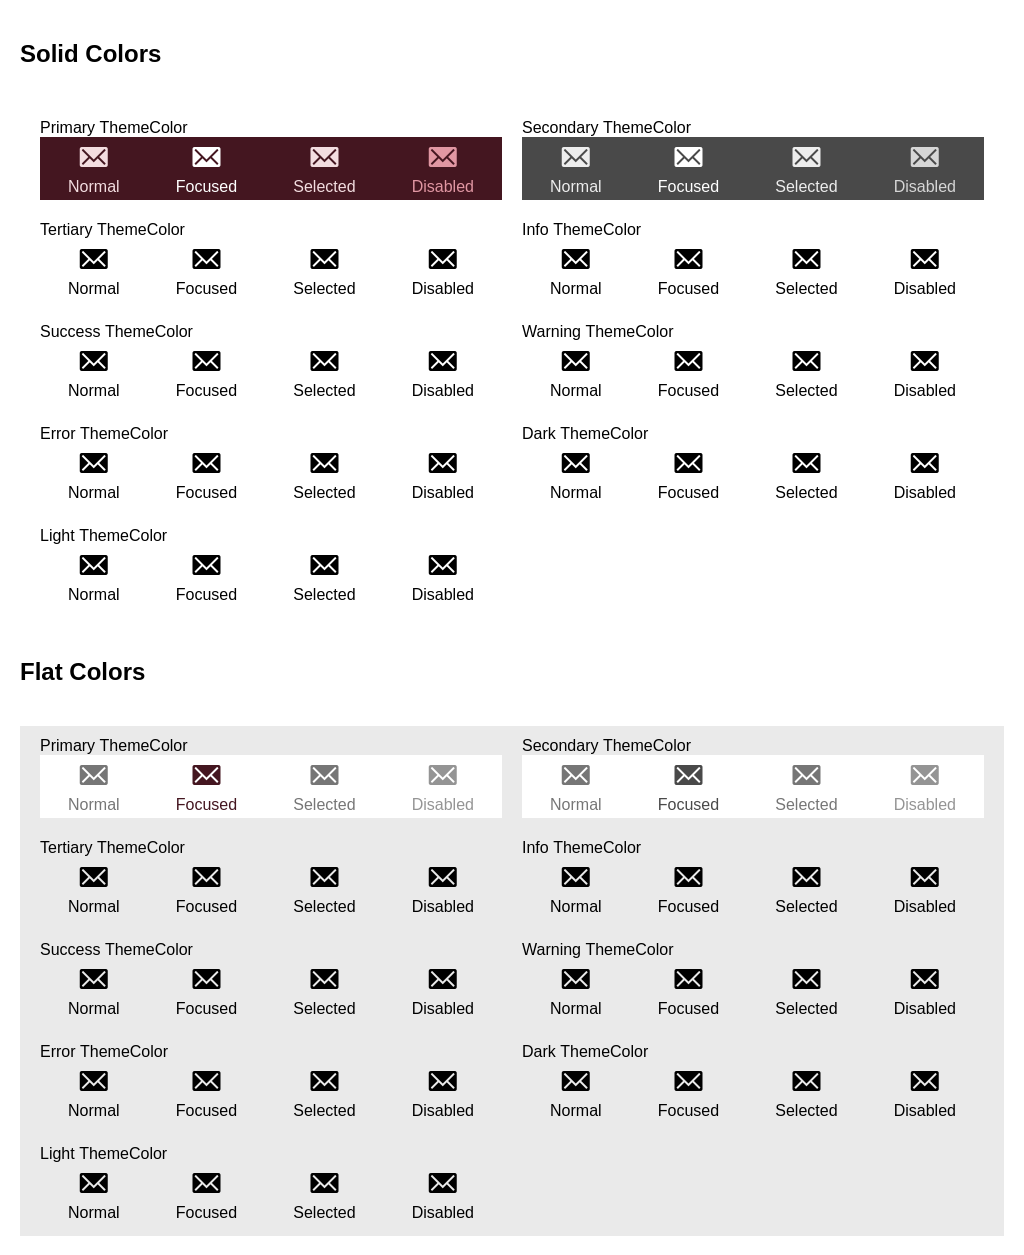 Solid Colors
Primary ThemeColor
Normal Focused Selected Disabled
Secondary ThemeColor
Normal Focused Selected Disabled
Tertiary ThemeColor
Normal Focused Selected Disabled
Info ThemeColor
Normal Focused Selected Disabled
Success ThemeColor
Normal Focused Selected Disabled
Warning ThemeColor
Normal Focused Selected Disabled
Error ThemeColor
Normal Focused Selected Disabled
Dark ThemeColor
Normal Focused Selected Disabled
Light ThemeColor
Normal Focused Selected Disabled
Flat Colors
Primary ThemeColor
Normal Focused Selected Disabled
Secondary ThemeColor
Normal Focused Selected Disabled
Tertiary ThemeColor
Normal Focused Selected Disabled
Info ThemeColor
Normal Focused Selected Disabled
Success ThemeColor
Normal Focused Selected Disabled
Warning ThemeColor
Normal Focused Selected Disabled
Error ThemeColor
Normal Focused Selected Disabled
Dark ThemeColor
Normal Focused Selected Disabled
Light ThemeColor
Normal Focused Selected Disabled